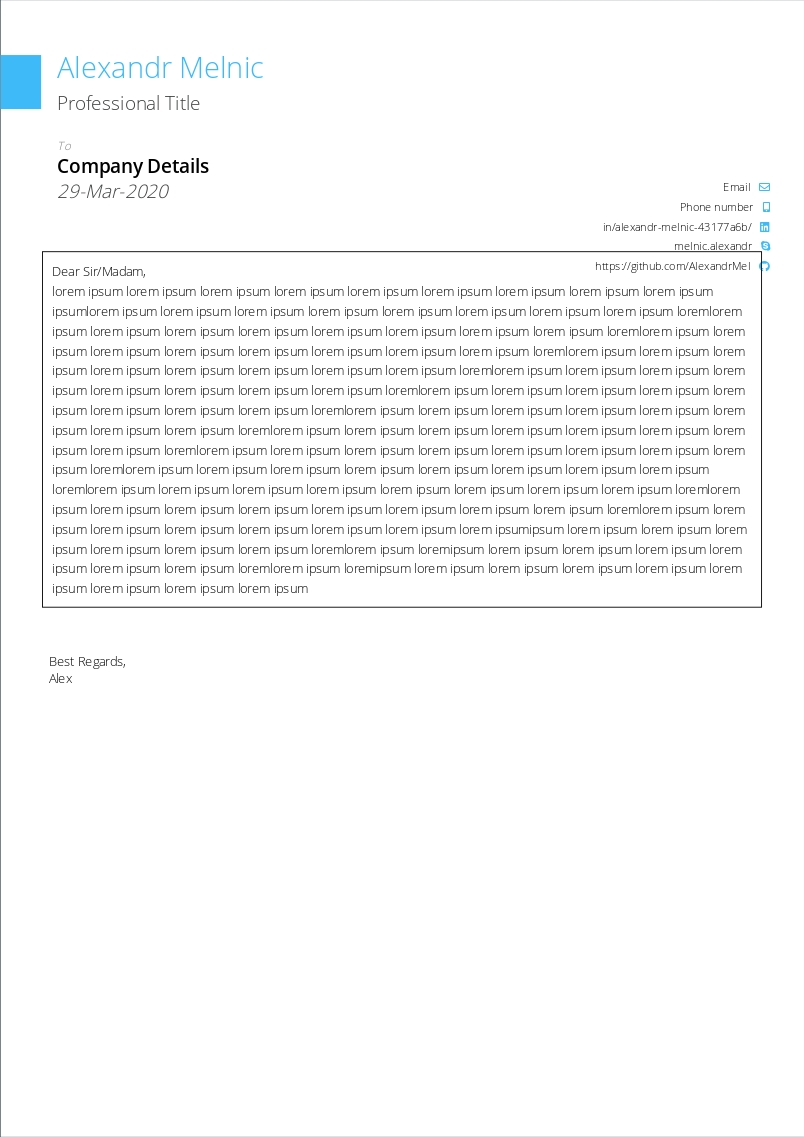 Alexandr Melnic
Professional Title
To
Company Details
29-Mar-2020
Email
Phone number
in/alexandr-melnic-43177a6b/
melnic.alexandr
https://github.com/AlexandrMel
Dear Sir/Madam,
lorem ipsum lorem ipsum lorem ipsum lorem ipsum lorem ipsum lorem ipsum lorem ipsum lorem ipsum lorem ipsum
ipsumlorem ipsum lorem ipsum lorem ipsum lorem ipsum lorem ipsum lorem ipsum lorem ipsum lorem ipsum loremlorem
ipsum lorem ipsum lorem ipsum lorem ipsum lorem ipsum lorem ipsum lorem ipsum lorem ipsum loremlorem ipsum lorem
ipsum lorem ipsum lorem ipsum lorem ipsum lorem ipsum lorem ipsum lorem ipsum loremlorem ipsum lorem ipsum lorem
ipsum lorem ipsum lorem ipsum lorem ipsum lorem ipsum lorem ipsum loremlorem ipsum lorem ipsum lorem ipsum lorem
ipsum lorem ipsum lorem ipsum lorem ipsum lorem ipsum loremlorem ipsum lorem ipsum lorem ipsum lorem ipsum lorem
ipsum lorem ipsum lorem ipsum lorem ipsum loremlorem ipsum lorem ipsum lorem ipsum lorem ipsum lorem ipsum lorem
ipsum lorem ipsum lorem ipsum loremlorem ipsum lorem ipsum lorem ipsum lorem ipsum lorem ipsum lorem ipsum lorem
ipsum lorem ipsum loremlorem ipsum lorem ipsum lorem ipsum lorem ipsum lorem ipsum lorem ipsum lorem ipsum lorem
ipsum loremlorem ipsum lorem ipsum lorem ipsum lorem ipsum lorem ipsum lorem ipsum lorem ipsum lorem ipsum
loremlorem ipsum lorem ipsum lorem ipsum lorem ipsum lorem ipsum lorem ipsum lorem ipsum lorem ipsum loremlorem
ipsum lorem ipsum lorem ipsum lorem ipsum lorem ipsum lorem ipsum lorem ipsum lorem ipsum loremlorem ipsum lorem
ipsum lorem ipsum lorem ipsum lorem ipsum lorem ipsum lorem ipsum lorem ipsumipsum lorem ipsum lorem ipsum lorem
ipsum lorem ipsum lorem ipsum lorem ipsum loremlorem ipsum loremipsum lorem ipsum lorem ipsum lorem ipsum lorem
ipsum lorem ipsum lorem ipsum loremlorem ipsum loremipsum lorem ipsum lorem ipsum lorem ipsum lorem ipsum lorem
ipsum lorem ipsum lorem ipsum lorem ipsum
Best Regards,
Alex